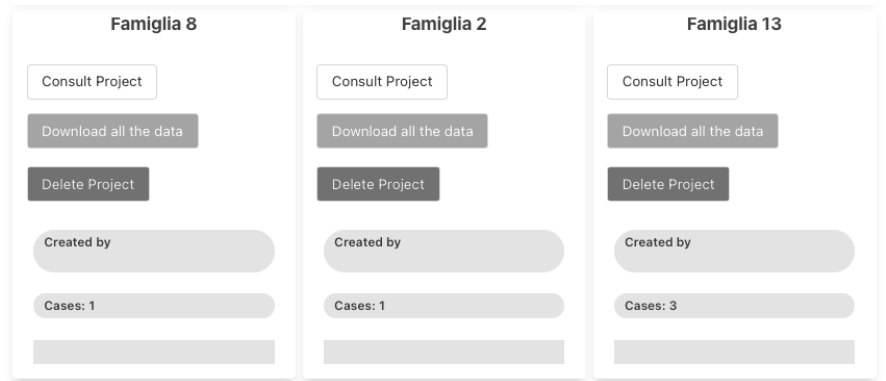 Famiglia 8
Consult Project
Download all the data
Delete Project
Created by
Cases: 1
Famiglia 2
Consult Project
Download all the data
Delete Project
Created by
Cases: 1
Famiglia 13
Consult Project
Download all the data
Delete Project
Created by
Cases: 3